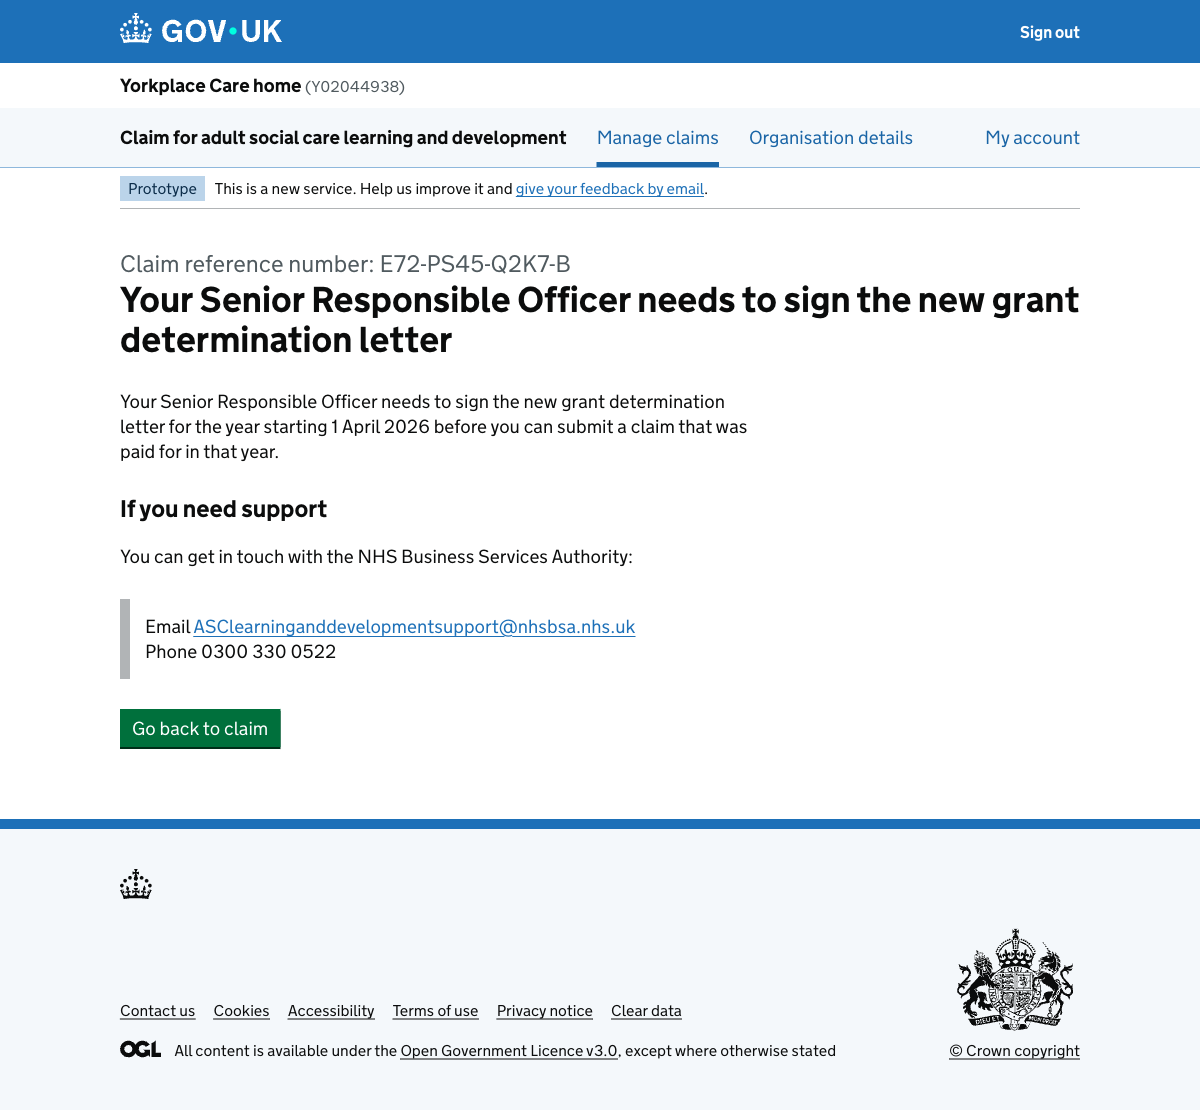 GOV·UK
Sign out
Yorkplace Care home (Y02044938)
Claim for adult social care learning and development
Manage claims
Organisation details
My account
Prototype
This is a new service. Help us improve it and give your feedback by email.
Claim reference number: E72-PS45-Q2K7-B
Your Senior Responsible Officer needs to sign the new grant
determination letter
Your Senior Responsible Officer needs to sign the new grant determination
letter for the year starting 1 April 2026 before you can submit a claim that was
paid for in that year.
If you need support
You can get in touch with the NHS Business Services Authority:
Email ASClearninganddevelopmentsupport@nhsbsa.nhs.uk
Phone 0300 330 0522
Go back to claim
Contact us
Cookies
Accessibility
Terms of use
Privacy notice
Clear data
OGL
All content is available under the Open Government Licence v3.0, except where otherwise stated
© Crown copyright